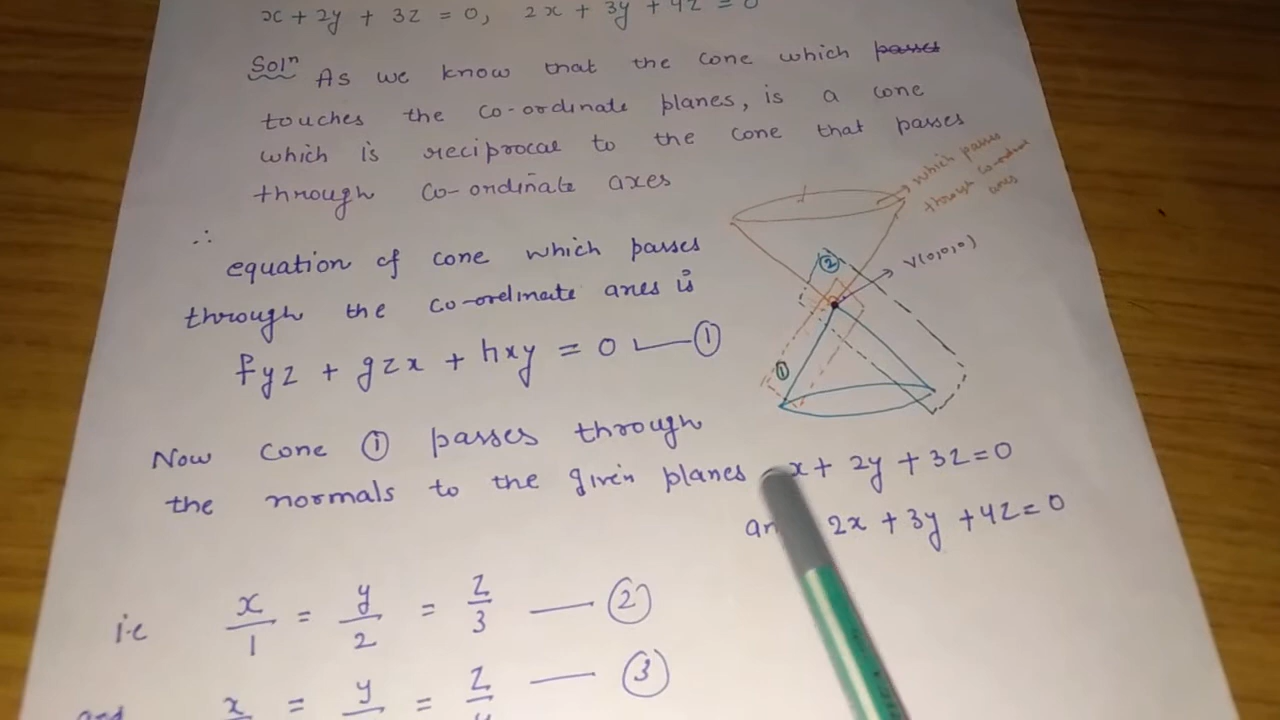 x + 2y + 3z = 0, 2x + 3y + 4z = 0
Solⁿ As we know that the cone which passes
touches the co-ordinate planes, is a cone
which is reciprocal to the cone that passes
through co-ordinate axes
∴
equation of cone which passes
through the co-ordinate axes is
fyz + gzx + hxy = 0 — ①
which passes
through co-ordinate
axes
V(0,0,0)
②
①
Now cone ① passes through
the normals to the given planes x + 2y + 3z = 0
and 2x + 3y + 4z = 0
i.e x/1 = y/2 = z/3 — ②
and x/ = y/ = z/4 — ③